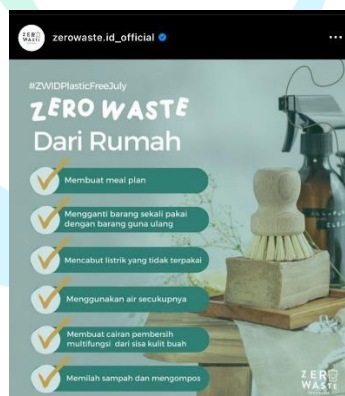 ZERO
WASTE
zerowaste.id_official
#ZWIDPlasticFreeJuly
ZERO WASTE
Dari Rumah
Membuat meal plan
Mengganti barang sekali pakai
dengan barang guna ulang
Mencabut listrik yang tidak terpakai
Menggunakan air secukupnya
Membuat cairan pembersih
multifungsi dari sisa kulit buah
Memilah sampah dan mengompos
ZERO
WASTE